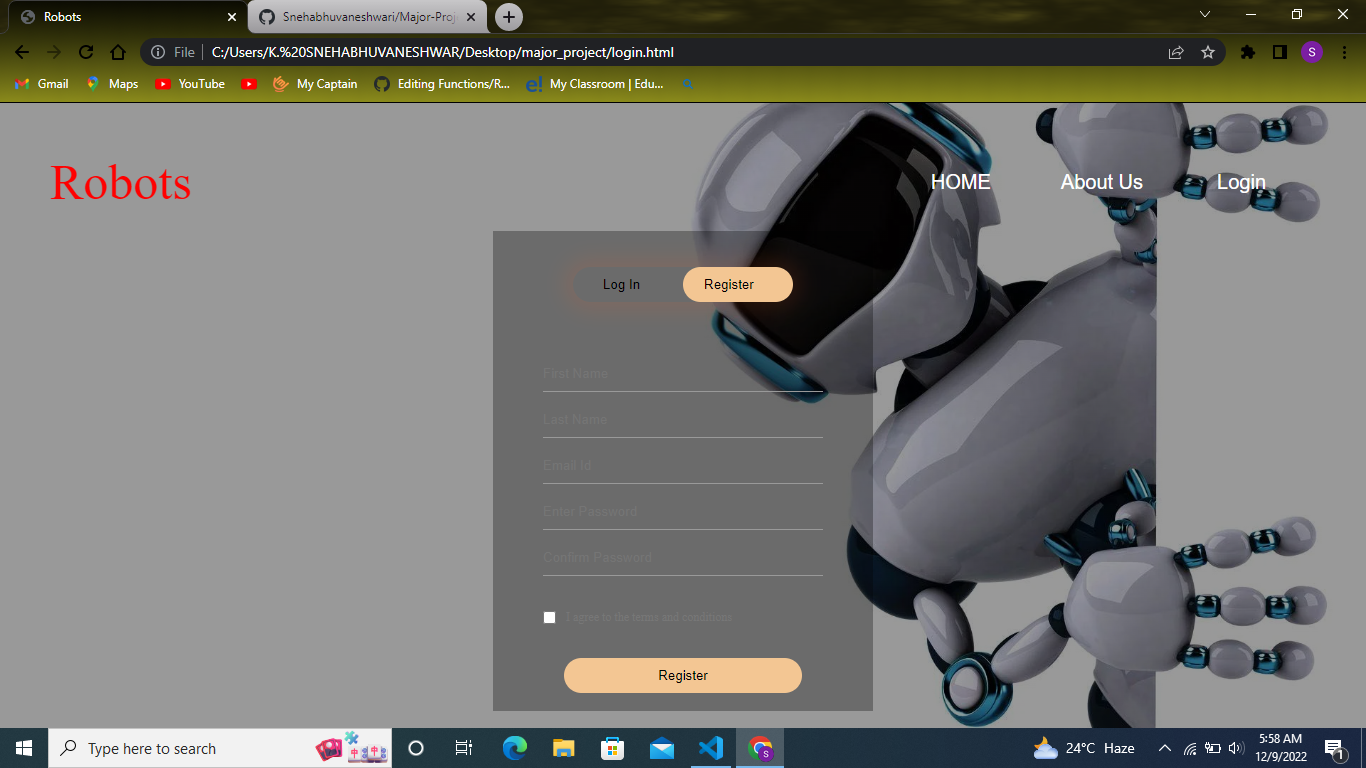 Robots
Snehabhuvaneshwari/Major-Proj
File
C:/Users/K.%20SNEHABHUVANESHWAR/Desktop/major_project/login.html
S
Gmail
Maps
YouTube
My Captain
Editing Functions/R...
e!
My Classroom | Edu...
Robots
HOME
About Us
Login
Log In
Register
First Name
Last Name
Email Id
Enter Password
Confirm Password
I agree to the terms and conditions
Register
Type here to search
S
24°C Haze
5:58 AM
12/9/2022
1